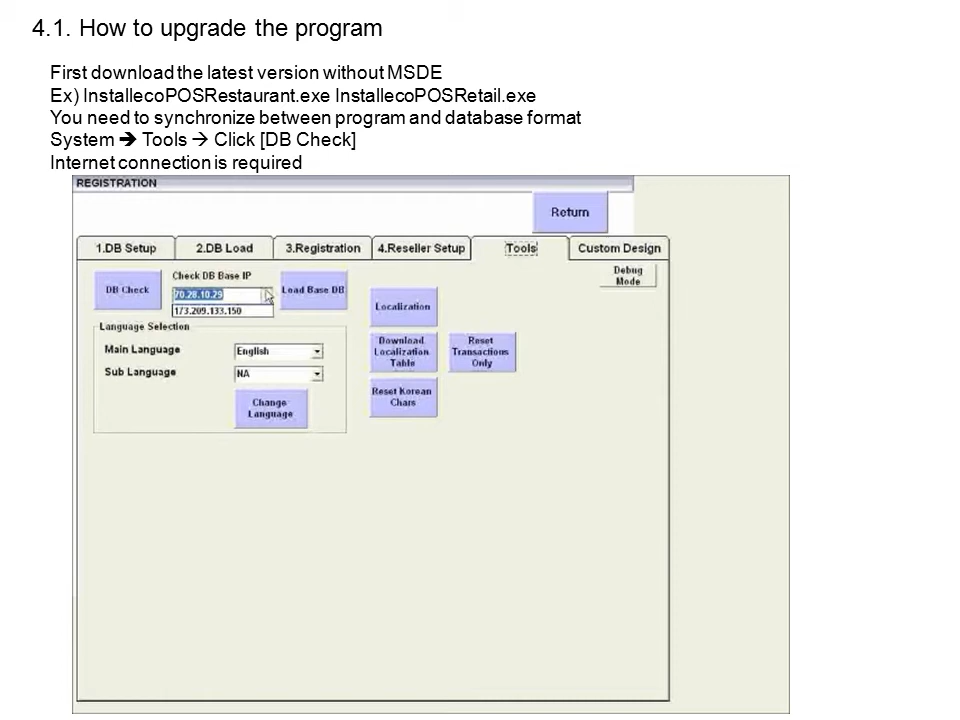 4.1. How to upgrade the program
First download the latest version without MSDE
Ex) InstallecoPOSRestaurant.exe InstallecoPOSRetail.exe
You need to synchronize between program and database format
System 🡺 Tools → Click [DB Check]
Internet connection is required
REGISTRATION
Return
1.DB Setup 2.DB Load 3.Registration 4.Reseller Setup Tools Custom Design
Debug
Mode
DB Check
Check DB Base IP
70.28.10.29
173.209.133.150
Load Base DB
Localization
Language Selection
Main Language English
Sub Language NA
Change
Language
Download
Localization
Table
Reset
Transactions
Only
Reset Korean
Chars